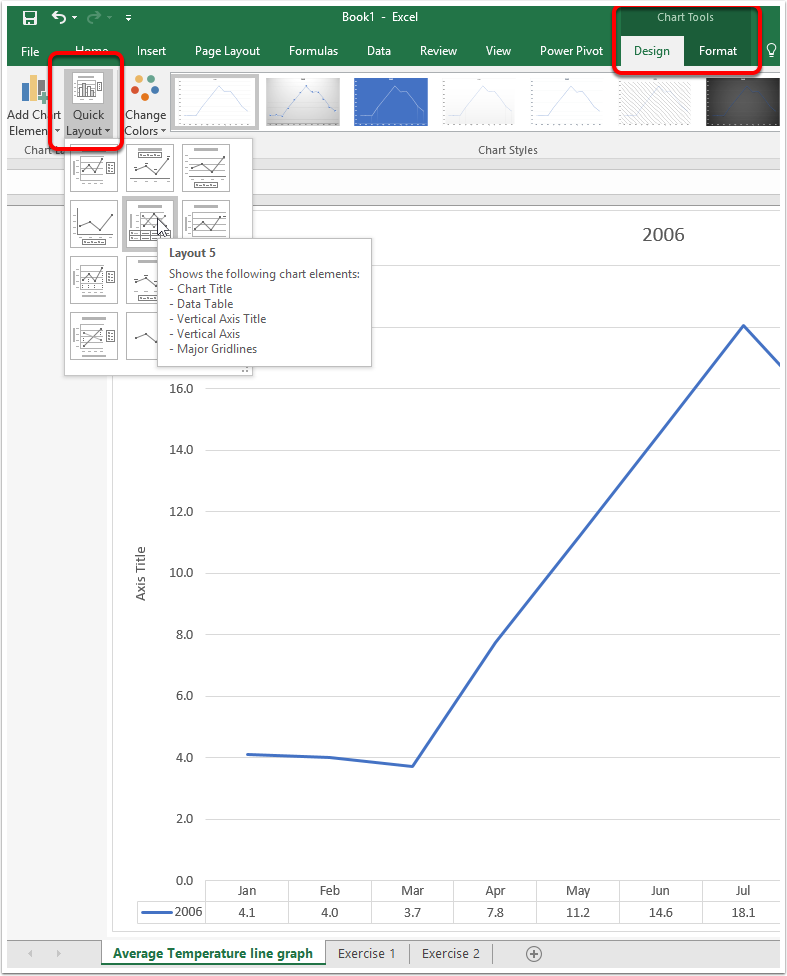 Book1 - Excel
Chart Tools
File
Home
Insert
Page Layout
Formulas
Data
Review
View
Power Pivot
Design
Format
Add Chart
Element
Quick
Layout
Change
Colors
Chart
Chart Styles
Layout 5
Shows the following chart elements:
- Chart Title
- Data Table
- Vertical Axis Title
- Vertical Axis
- Major Gridlines
2006
16.0
14.0
12.0
10.0
8.0
6.0
4.0
2.0
0.0
Axis Title
Jan Feb Mar Apr May Jun Jul
2006 4.1 4.0 3.7 7.8 11.2 14.6 18.1
Average Temperature line graph
Exercise 1
Exercise 2